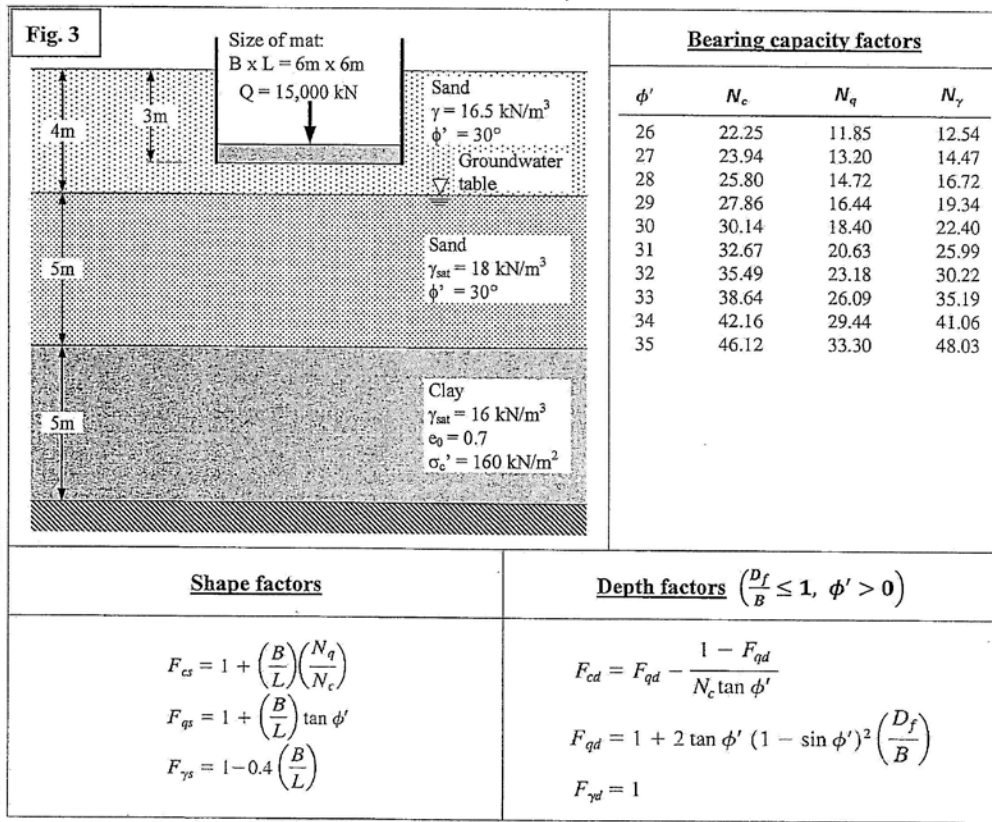 Fig. 3
Size of mat:
B x L = 6m x 6m
Q = 15,000 kN
4m
3m
Sand
γ = 16.5 kN/m³
ϕ’ = 30°
Groundwater
table
5m
Sand
γsat = 18 kN/m³
ϕ’ = 30°
5m
Clay
γsat = 16 kN/m³
e₀ = 0.7
σc’ = 160 kN/m²
Bearing capacity factors
ϕ′ Nc Nq Nγ
26 22.25 11.85 12.54
27 23.94 13.20 14.47
28 25.80 14.72 16.72
29 27.86 16.44 19.34
30 30.14 18.40 22.40
31 32.67 20.63 25.99
32 35.49 23.18 30.22
33 38.64 26.09 35.19
34 42.16 29.44 41.06
35 46.12 33.30 48.03
Shape factors
Fcs = 1 + (B/L)(Nq/Nc)
Fqs = 1 + (B/L) tan ϕ′
Fγs = 1−0.4 (B/L)
Depth factors (Df/B ≤ 1, ϕ′ > 0)
Fcd = Fqd − (1 − Fqd)/(Nc tan ϕ′)
Fqd = 1 + 2 tan ϕ′ (1 − sin ϕ′)² (Df/B)
Fγd = 1